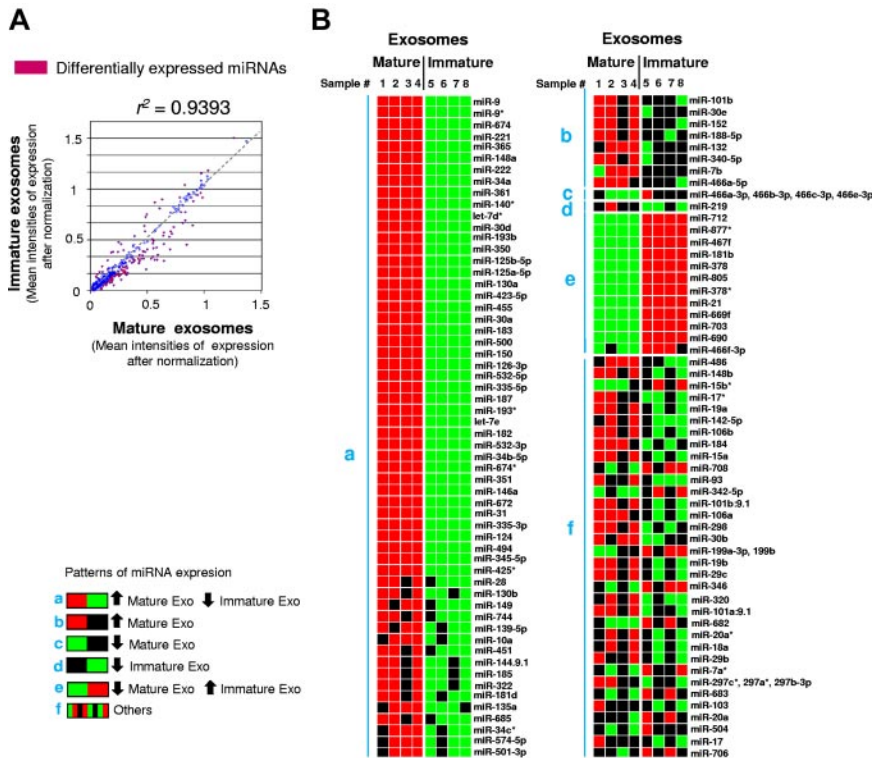 A
Differentially expressed miRNAs
r² = 0.9393
Immature exosomes
(Mean intensities of expression
after normalization)
1.5
1
0.5
0
0 0.5 1 1.5
Mature exosomes
(Mean intensities of expression
after normalization)
Patterns of miRNA expresion
a Mature Exo Immature Exo
b Mature Exo
c Mature Exo
d Immature Exo
e Mature Exo Immature Exo
f Others
B
Exosomes
Mature Immature
Sample # 1 2 3 4 5 6 7 8
a
miR-9
miR-9*
miR-674
miR-221
miR-365
miR-148a
miR-222
miR-34a
miR-361
miR-140*
let-7d*
miR-30d
miR-193b
miR-350
miR-125b-5p
miR-125a-5p
miR-130a
miR-423-5p
miR-455
miR-30a
miR-183
miR-500
miR-150
miR-126-3p
miR-532-5p
miR-335-5p
miR-187
miR-193*
let-7e
miR-182
miR-532-3p
miR-34b-5p
miR-674*
miR-351
miR-146a
miR-672
miR-31
miR-335-3p
miR-124
miR-494
miR-345-5p
miR-425*
miR-28
miR-130b
miR-149
miR-744
miR-139-5p
miR-10a
miR-451
miR-144.9.1
miR-185
miR-322
miR-181d
miR-135a
miR-685
miR-34c*
miR-574-5p
miR-501-3p
Exosomes
Mature Immature
Sample # 1 2 3 4 5 6 7 8
b
miR-101b
miR-30e
miR-152
miR-188-5p
miR-132
miR-340-5p
miR-7b
miR-466a-5p
c
miR-466a-3p, 466b-3p, 466c-3p, 466e-3p
d
miR-219
e
miR-712
miR-877*
miR-467f
miR-181b
miR-378
miR-805
miR-378*
miR-21
miR-669f
miR-703
miR-690
miR-466f-3p
f
miR-486
miR-148b
miR-15b*
miR-17*
miR-19a
miR-142-5p
miR-106b
miR-184
miR-15a
miR-708
miR-93
miR-342-5p
miR-101b:9.1
miR-106a
miR-298
miR-30b
miR-199a-3p, 199b
miR-19b
miR-29c
miR-346
miR-320
miR-101a:9.1
miR-682
miR-20a*
miR-18a
miR-29b
miR-7a*
miR-297c*, 297a*, 297b-3p
miR-683
miR-103
miR-20a
miR-504
miR-17
miR-706